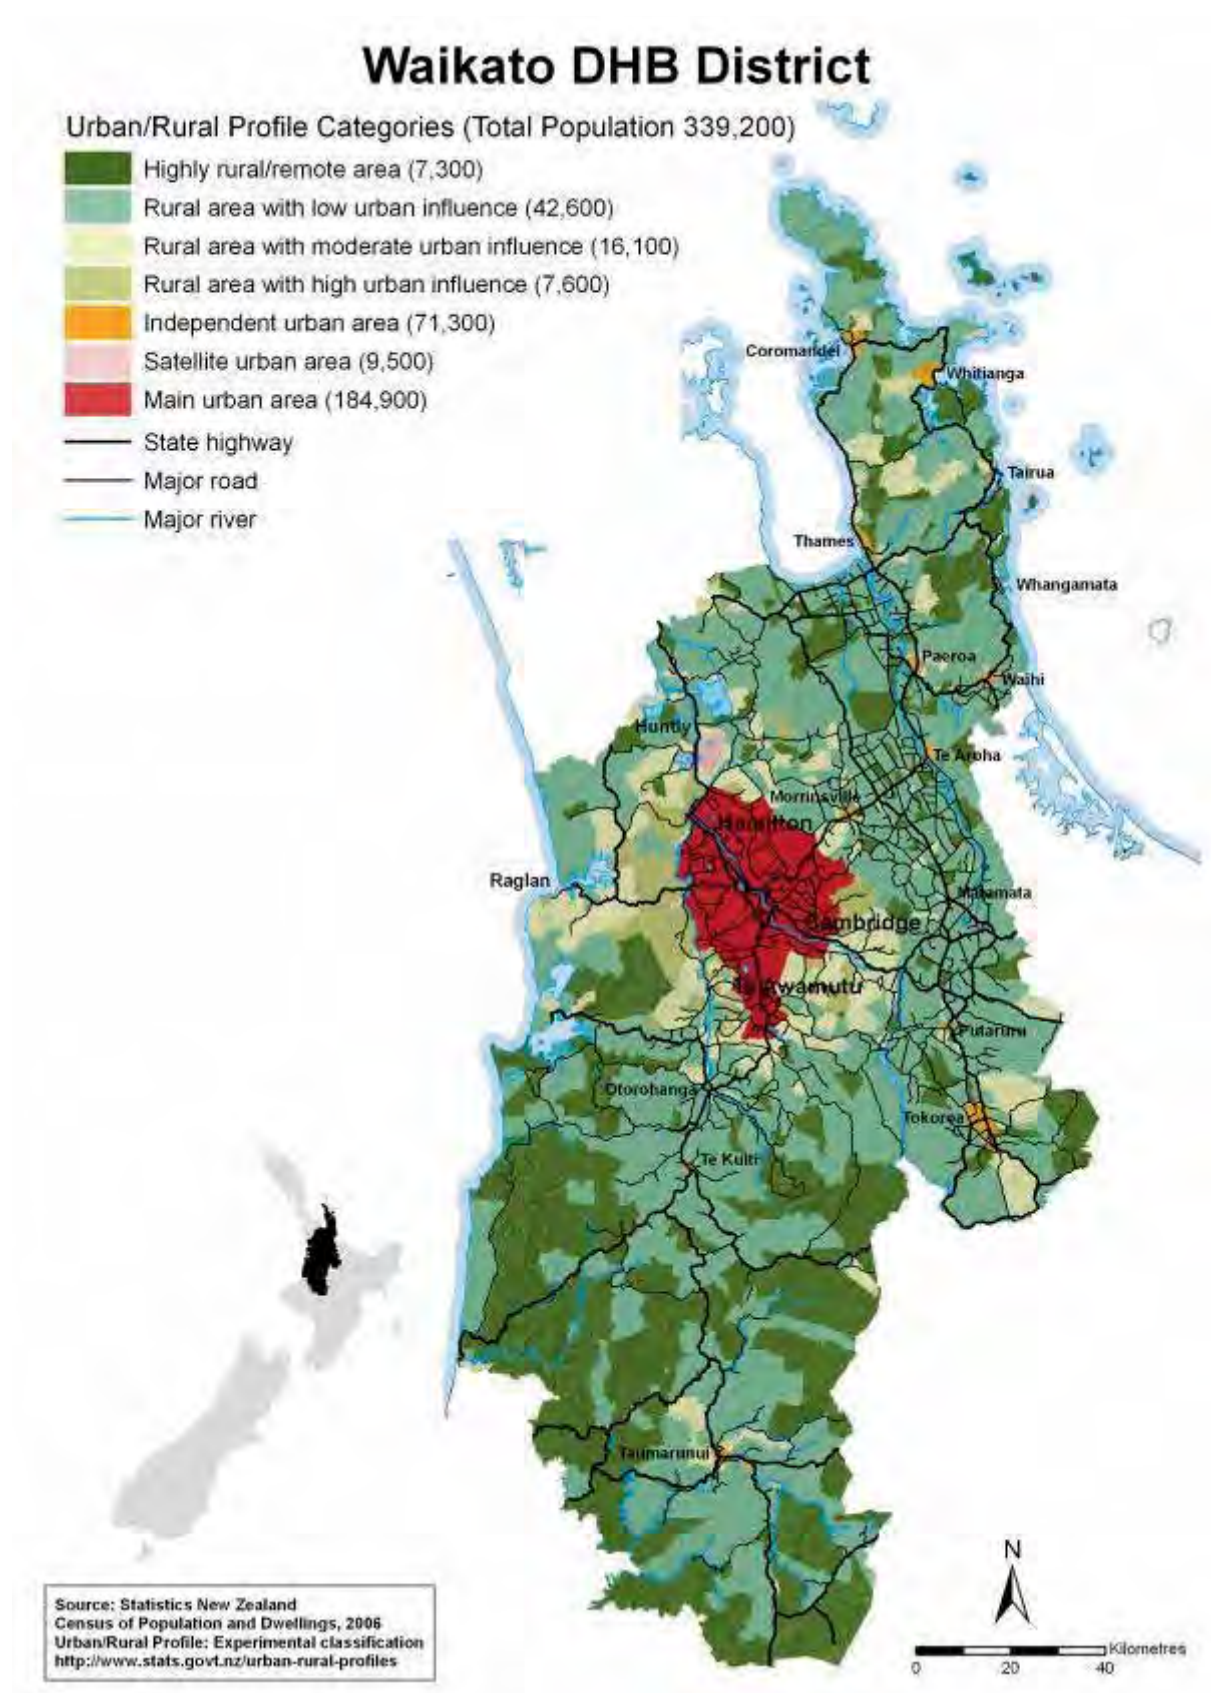 Waikato DHB District
Urban/Rural Profile Categories (Total Population 339,200)
Highly rural/remote area (7,300)
Rural area with low urban influence (42,600)
Rural area with moderate urban influence (16,100)
Rural area with high urban influence (7,600)
Independent urban area (71,300)
Satellite urban area (9,500)
Main urban area (184,900)
State highway
Major road
Major river
Coromandel
Whitianga
Tairua
Thames
Whangamata
Paeroa
Waihi
Huntly
Te Aroha
Morrinsville
Hamilton
Raglan
Matamata
Cambridge
Te Awamutu
Putaruru
Otorohanga
Tokoroa
Te Kuiti
Taumarunui
N
Kilometres
0 20 40
Source: Statistics New Zealand
Census of Population and Dwellings, 2006
Urban/Rural Profile: Experimental classification
http://www.stats.govt.nz/urban-rural-profiles